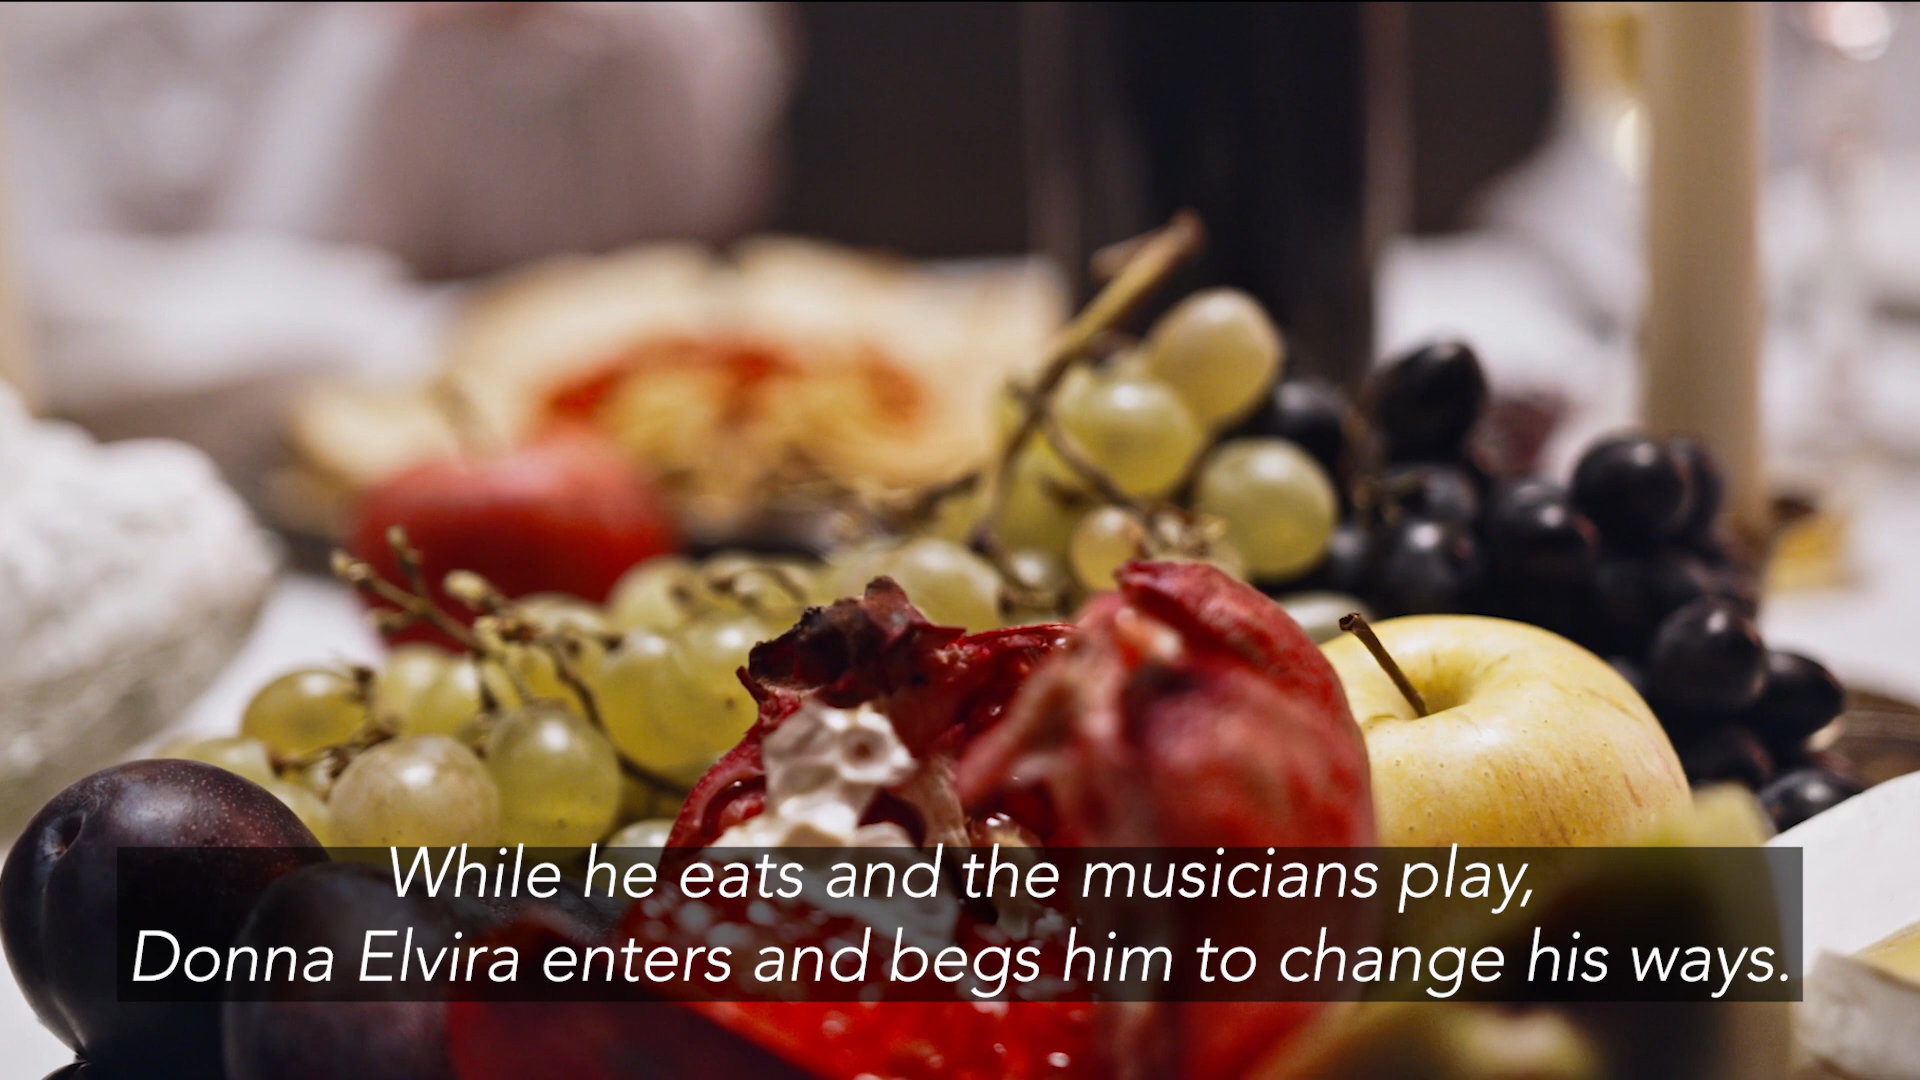 While he eats and the musicians play,
Donna Elvira enters and begs him to change his ways.